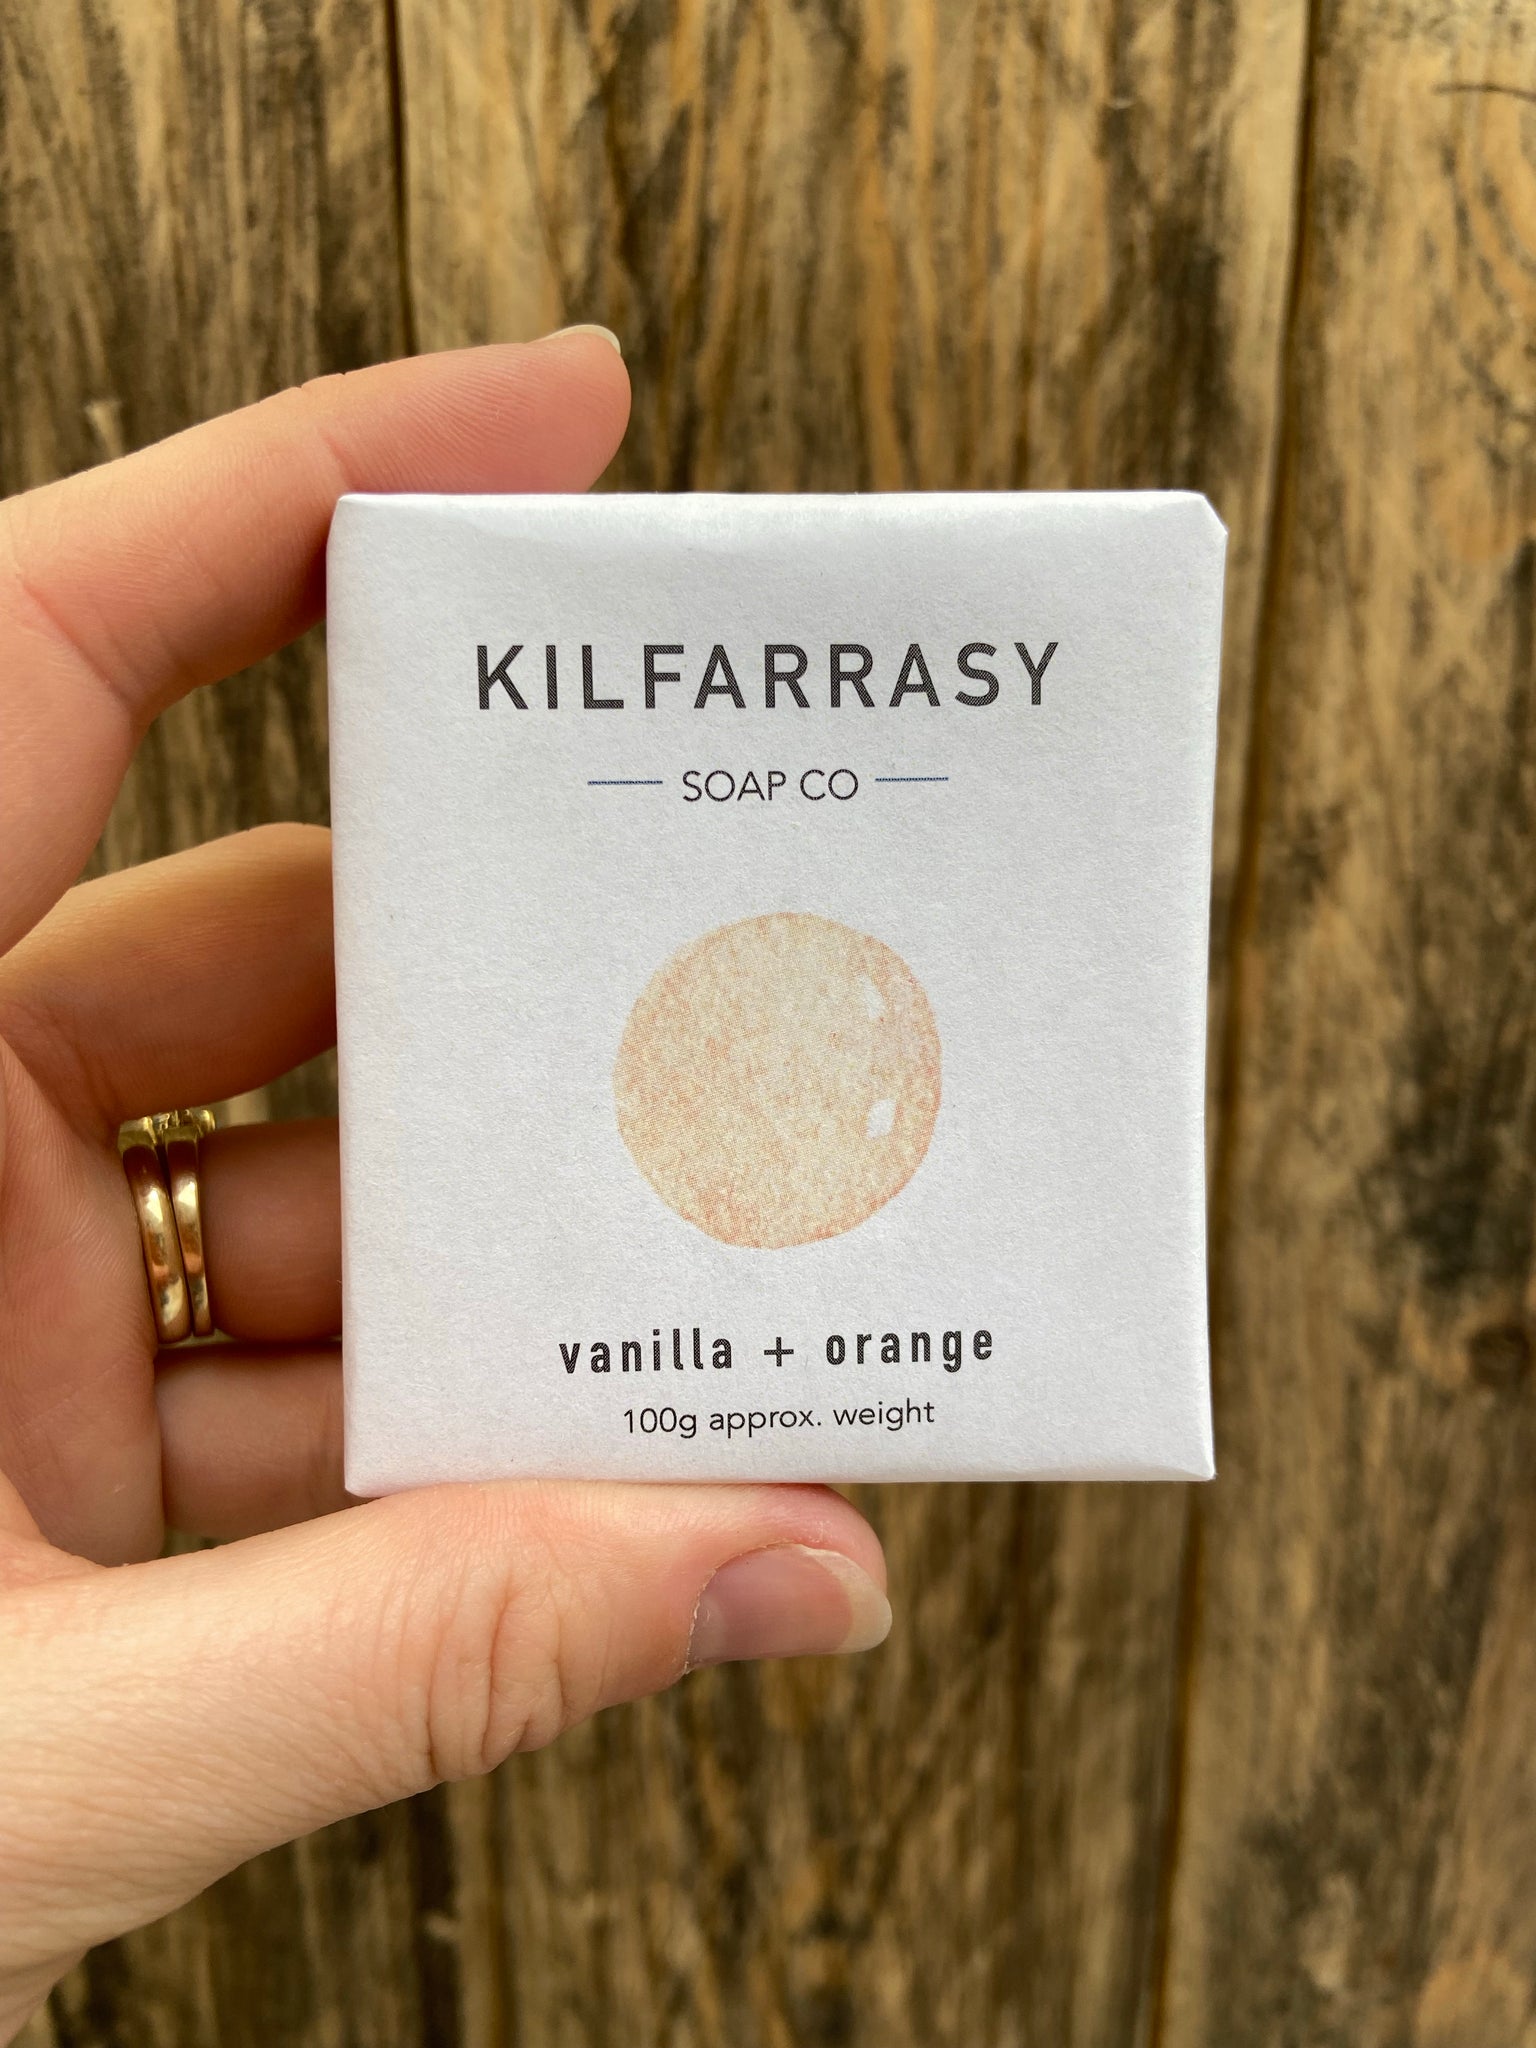 KILFARRASY
SOAP CO
vanilla + orange
100g approx. weight